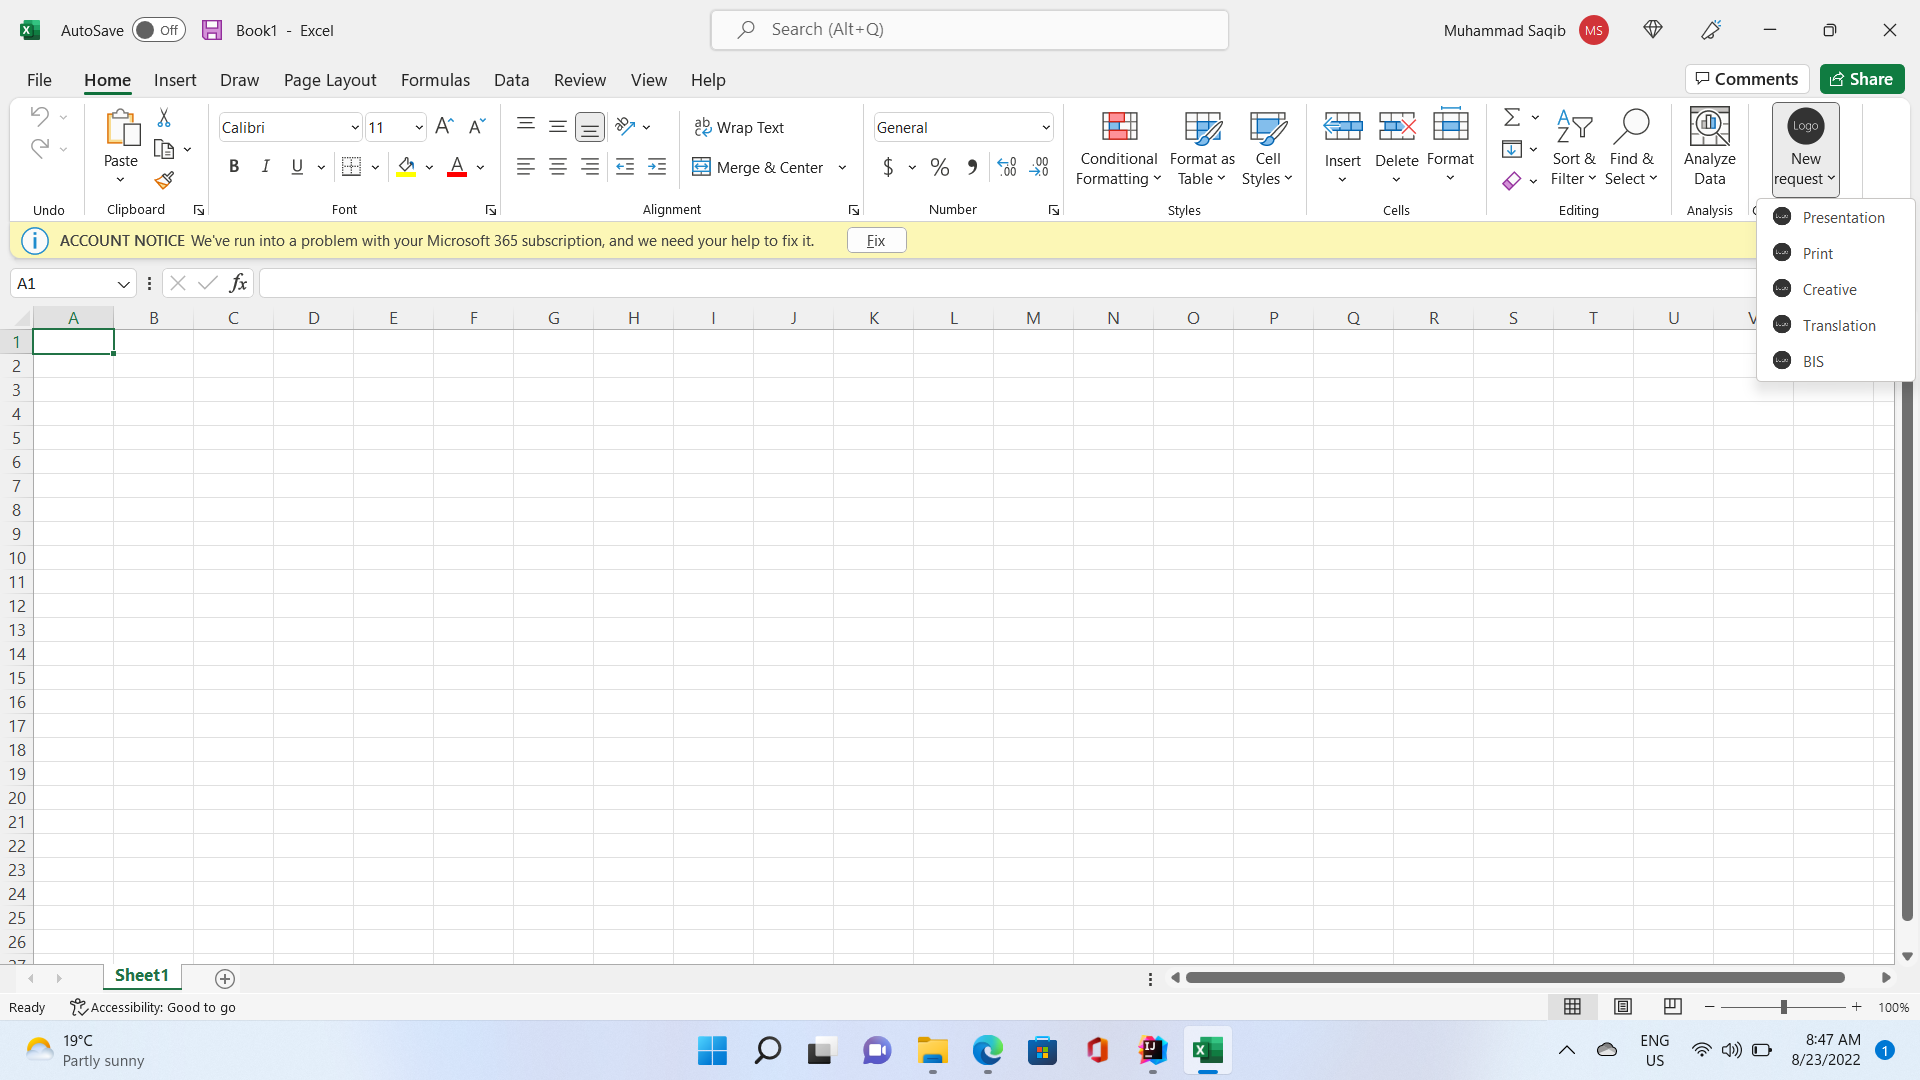 AutoSave Off Book1 - Excel Search (Alt+Q) Muhammad Saqib MS
File Home Insert Draw Page Layout Formulas Data Review View Help Comments Share
Calibri 11 ab c Wrap Text General Logo
Paste B I U A Merge & Center $ % Conditional Formatting Format as Table Cell Styles Insert Delete Format Sort & Filter Find & Select Analyze Data New request
Undo Clipboard Font Alignment Number Styles Cells Editing Analysis
ACCOUNT NOTICE We've run into a problem with your Microsoft 365 subscription, and we need your help to fix it. Fix
Presentation
Print
Creative
Translation
BIS
A1 fx
A B C D E F G H I J K L M N O P Q R S T U V
1
2
3
4
5
6
7
8
9
10
11
12
13
14
15
16
17
18
19
20
21
22
23
24
25
26
27
Sheet1
Ready Accessibility: Good to go 100%
19°C
Partly sunny
ENG
US
8:47 AM
8/23/2022
1